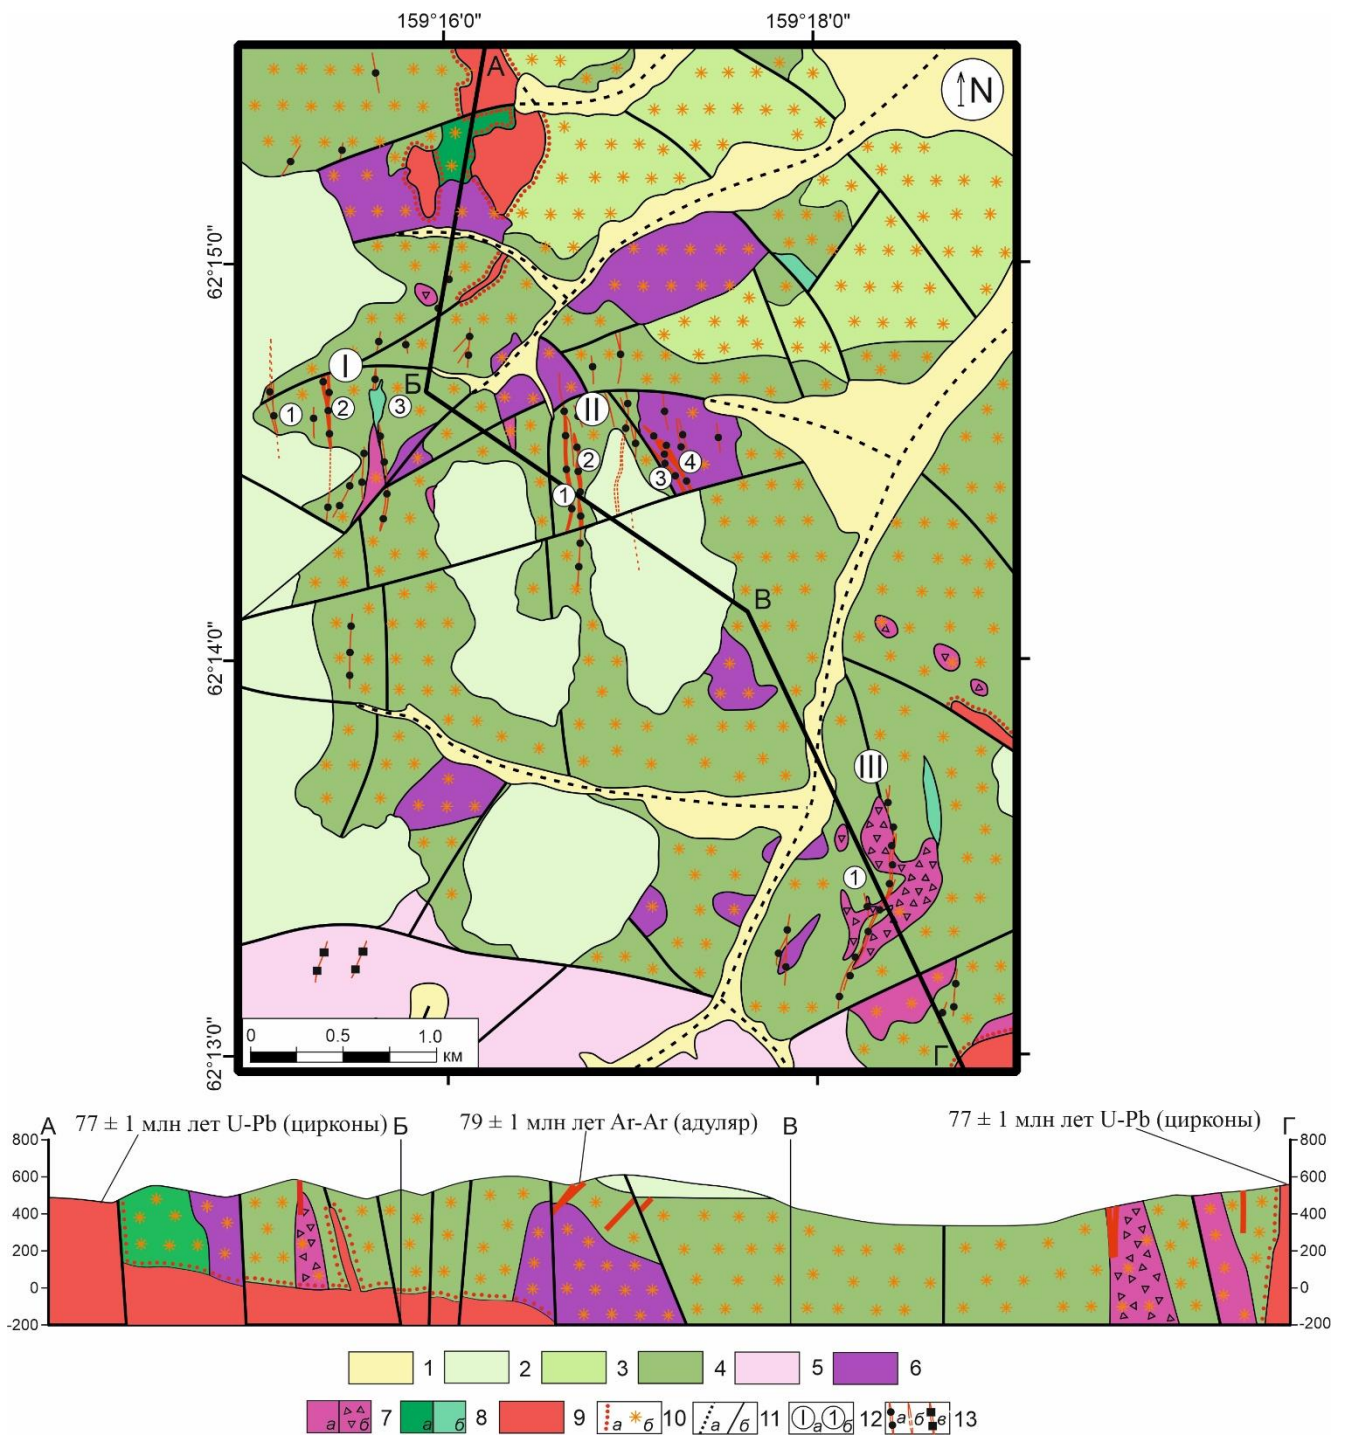 159°16'0" 159°18'0"
А
N
62°15'0"
I
Б
II
1 2 3
2 3 4
1
В
62°14'0"
III
1
62°13'0"
0 0.5 1.0
км
Г
77 ± 1 млн лет U-Pb (цирконы) 79 ± 1 млн лет Ar-Ar (адуляр) 77 ± 1 млн лет U-Pb (цирконы)
А Б В Г
800 800
600 600
400 400
200 200
0 0
-200 -200
1 2 3 4 5 6
а б 7 а б 8 9 а б 10 а б 11 I а 1 б 12 а б в 13